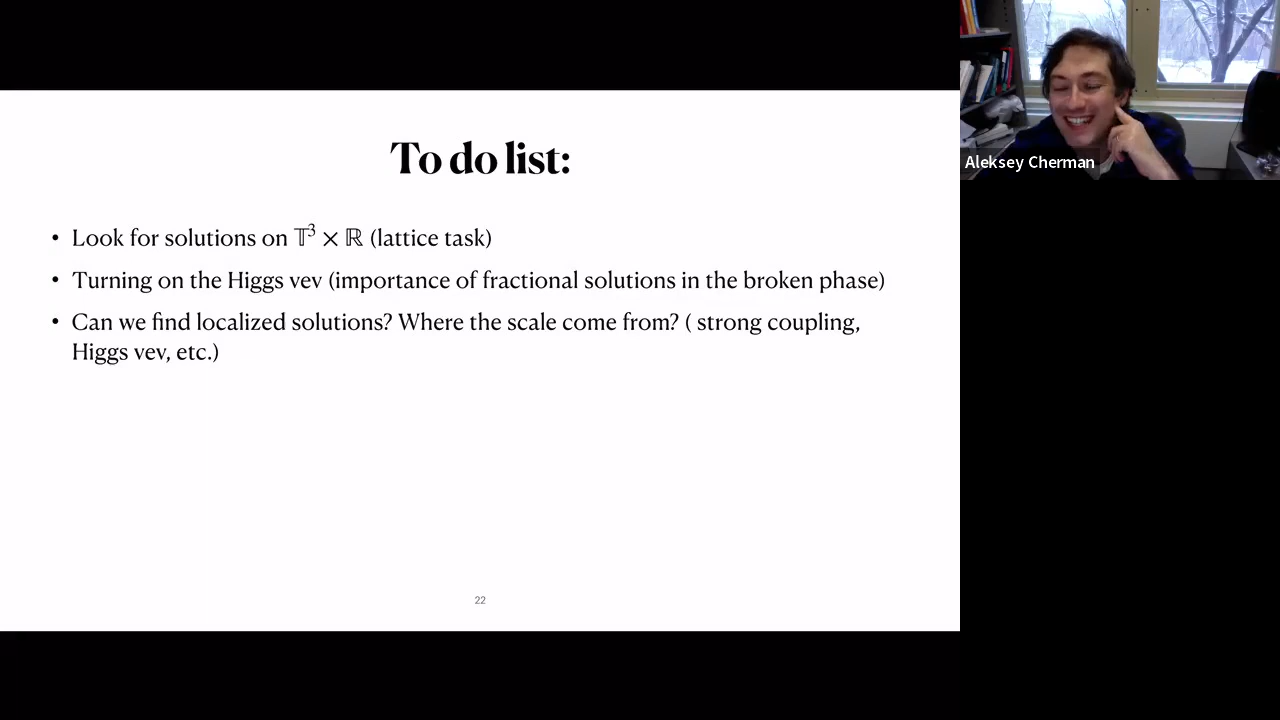 To do list:
• Look for solutions on 𝕋³ × ℝ (lattice task)
• Turning on the Higgs vev (importance of fractional solutions in the broken phase)
• Can we find localized solutions? Where the scale come from? ( strong coupling,
Higgs vev, etc.)
22
Aleksey Cherman